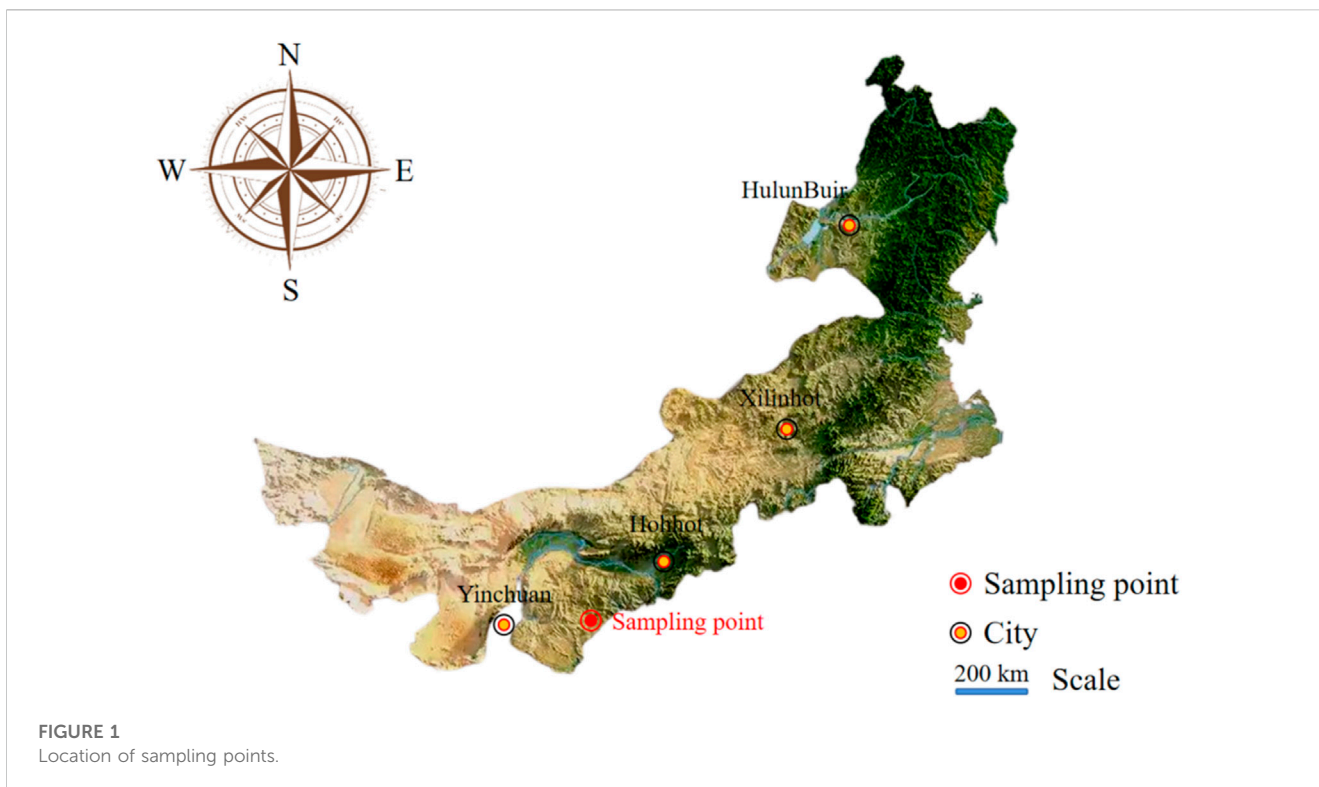 N
W
E
S
HulunBuir
Xilinhot
Hohhot
Yinchuan
Sampling point
Sampling point
City
200 km
Scale
FIGURE 1
Location of sampling points.